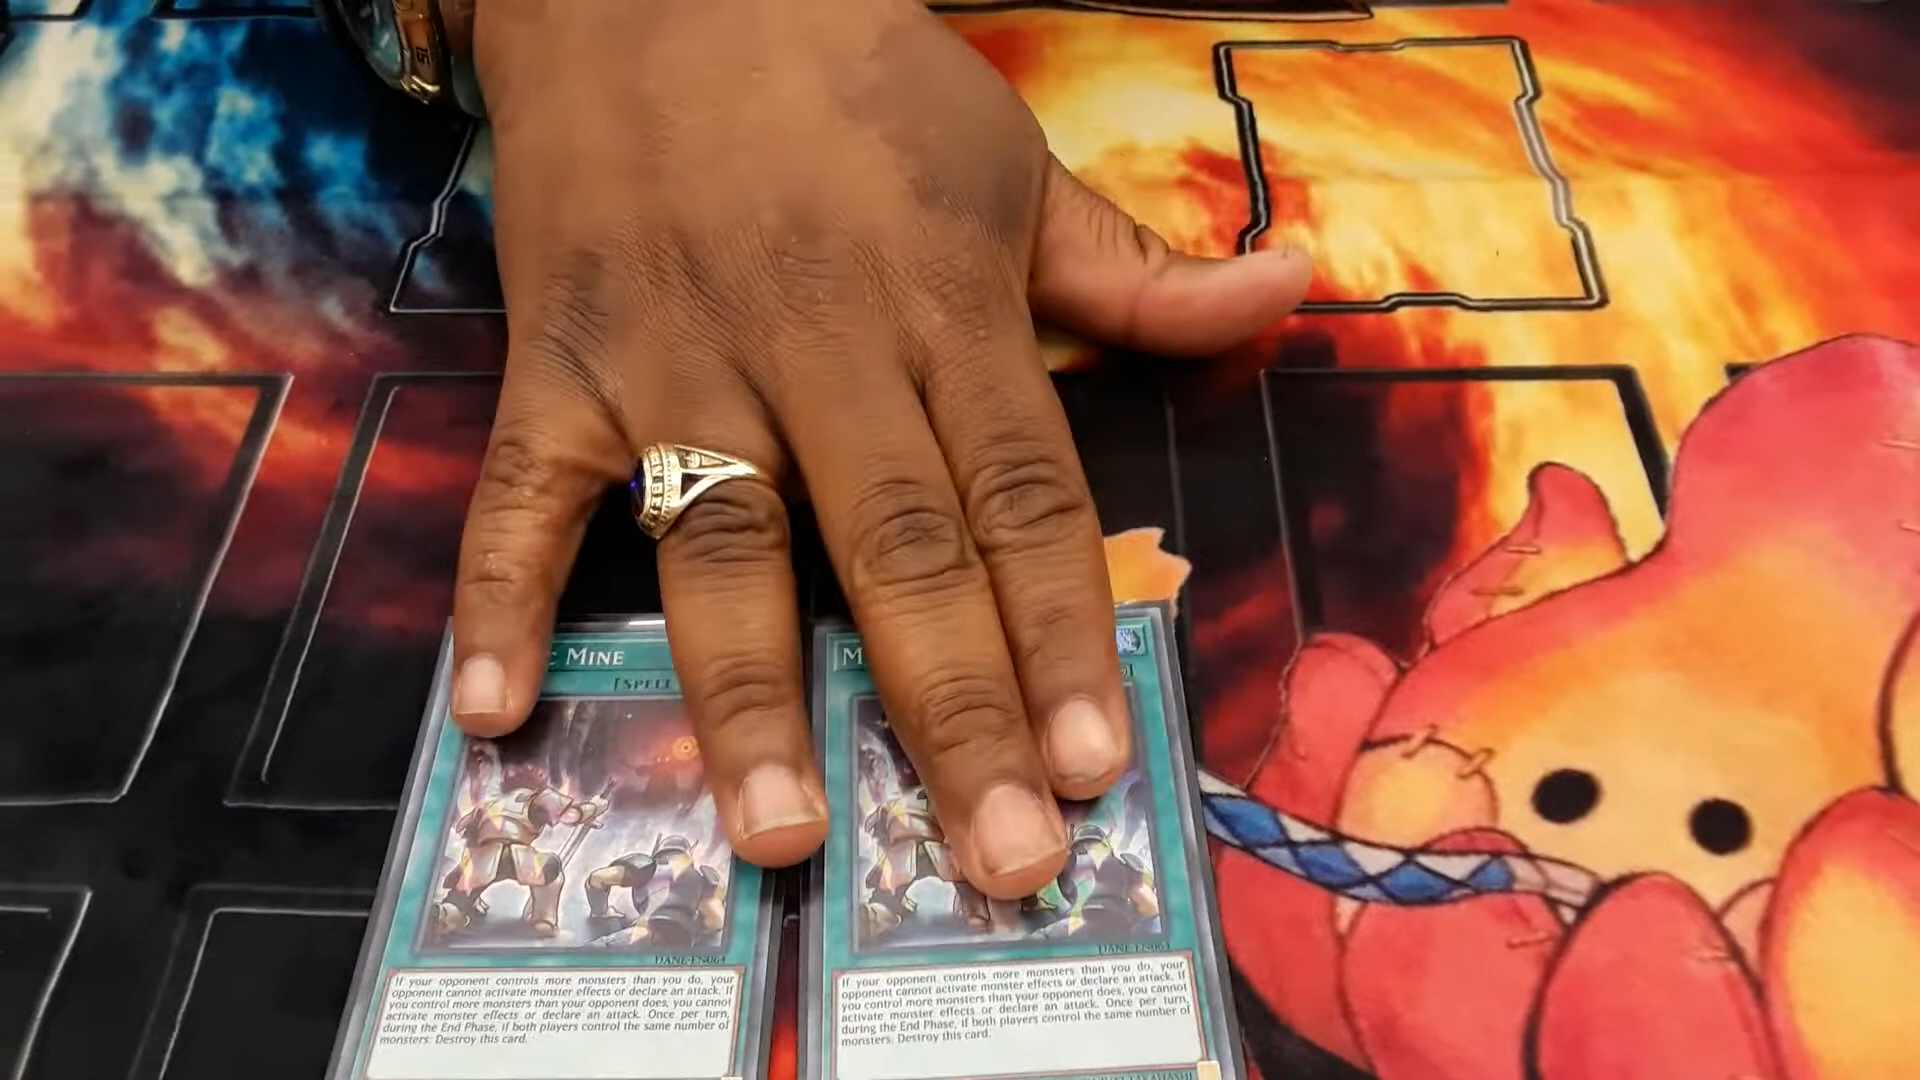 15
C MINE
[SPELL
M
DANE-EN064
DANE-EN064
If your opponent controls more monsters than you do, your
opponent cannot activate monster effects or declare an attack. If
you control more monsters than your opponent does, you cannot
activate monster effects or declare an attack. Once per turn,
during the End Phase, if both players control the same number of
monsters: Destroy this card.
If your opponent controls more monsters than you do, your
opponent cannot activate monster effects or declare an attack. If
you control more monsters than your opponent does, you cannot
activate monster effects or declare an attack. Once per turn,
during the End Phase, if both players control the same number of
monsters: Destroy this card.